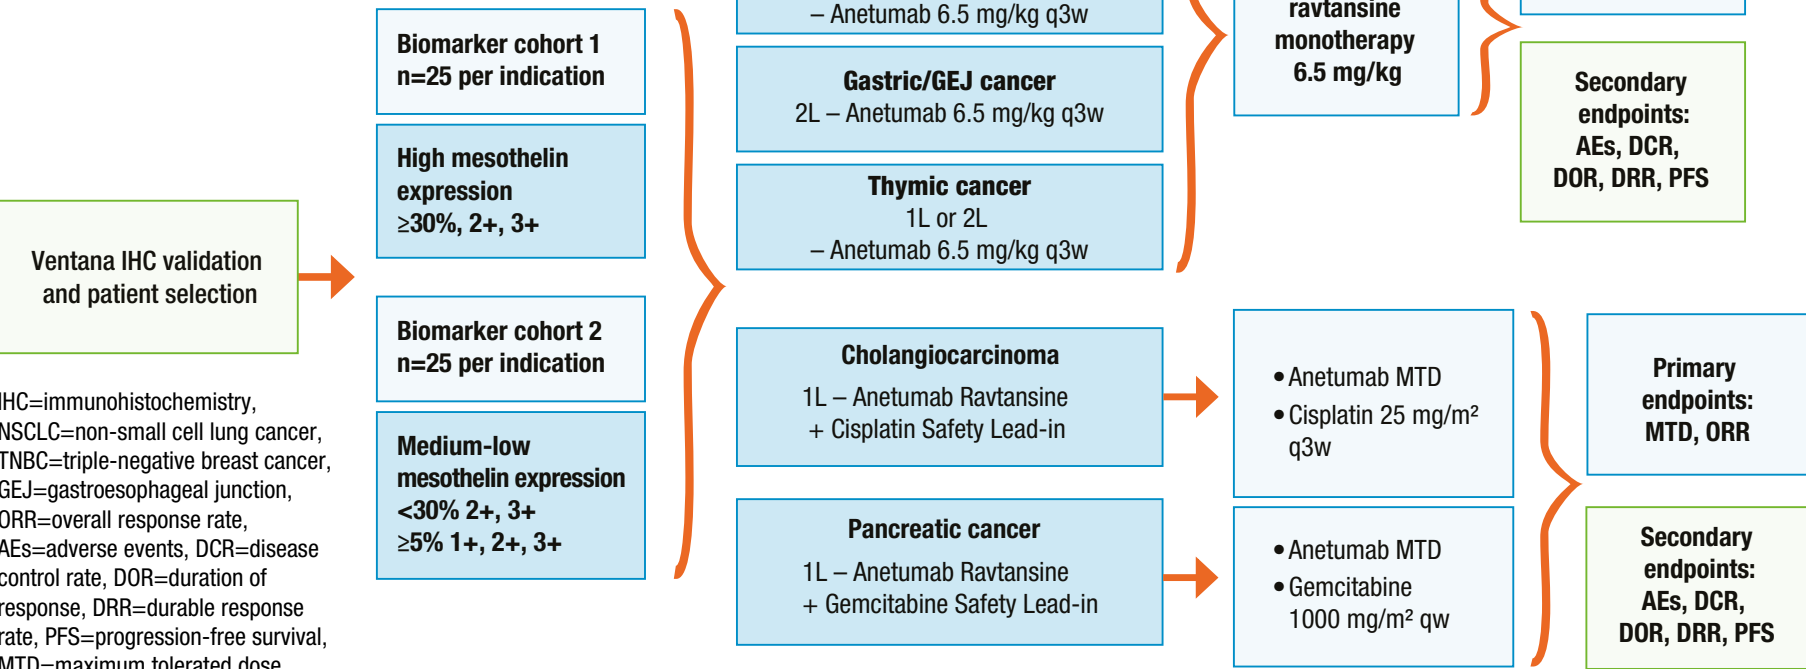 Ventana IHC validation
and patient selection
IHC=immunohistochemistry,
NSCLC=non-small cell lung cancer,
TNBC=triple-negative breast cancer,
GEJ=gastroesophageal junction,
ORR=overall response rate,
AEs=adverse events, DCR=disease
control rate, DOR=duration of
response, DRR=durable response
rate, PFS=progression-free survival,
MTD=maximum tolerated dose
Biomarker cohort 1
n=25 per indication
High mesothelin
expression
≥30%, 2+, 3+
Biomarker cohort 2
n=25 per indication
Medium-low
mesothelin expression
<30% 2+, 3+
≥5% 1+, 2+, 3+
– Anetumab 6.5 mg/kg q3w
Gastric/GEJ cancer
2L – Anetumab 6.5 mg/kg q3w
Thymic cancer
1L or 2L
– Anetumab 6.5 mg/kg q3w
Cholangiocarcinoma
1L – Anetumab Ravtansine
+ Cisplatin Safety Lead-in
Pancreatic cancer
1L – Anetumab Ravtansine
+ Gemcitabine Safety Lead-in
ravtansine
monotherapy
6.5 mg/kg
• Anetumab MTD
• Cisplatin 25 mg/m²
q3w
• Anetumab MTD
• Gemcitabine
1000 mg/m² qw
Secondary
endpoints:
AEs, DCR,
DOR, DRR, PFS
Primary
endpoints:
MTD, ORR
Secondary
endpoints:
AEs, DCR,
DOR, DRR, PFS